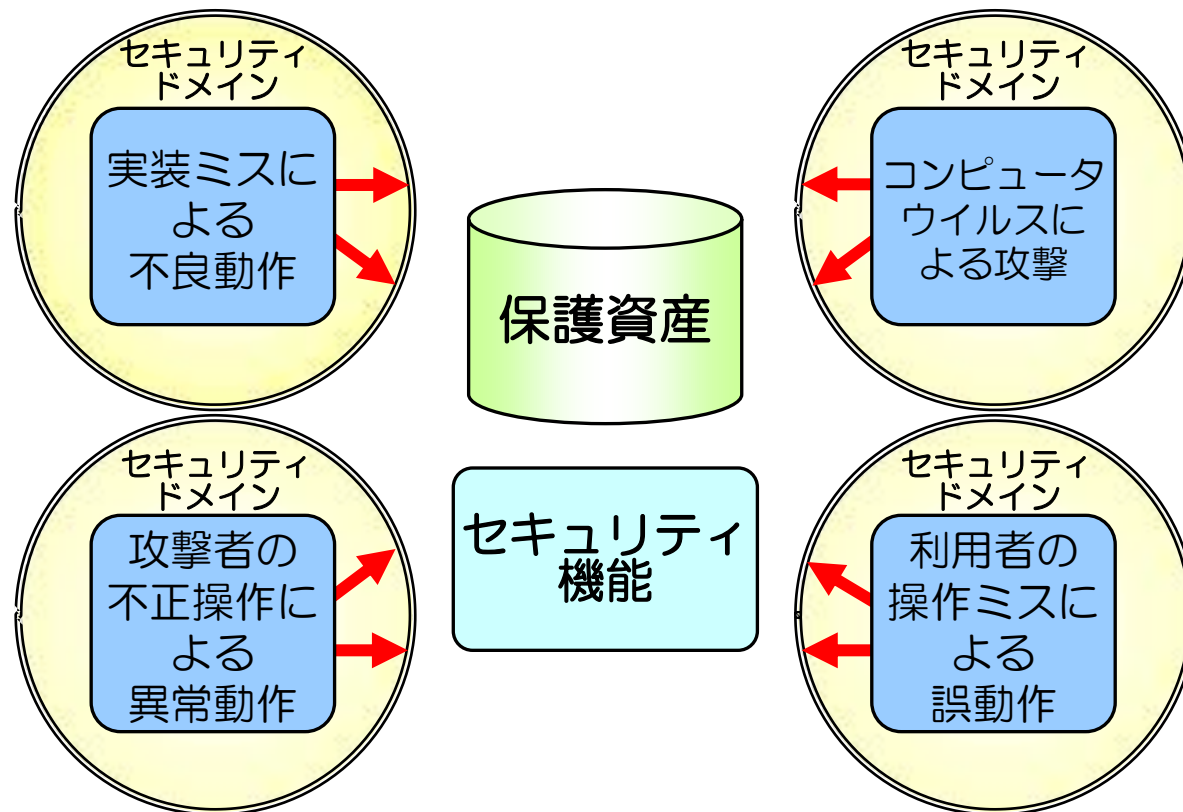 セキュリティ
ドメイン
実装ミスに
よる
不良動作
セキュリティ
ドメイン
コンピュータ
ウイルスに
よる攻撃
保護資産
セキュリティ
ドメイン
攻撃者の
不正操作に
よる
異常動作
セキュリティ
機能
セキュリティ
ドメイン
利用者の
操作ミスに
よる
誤動作